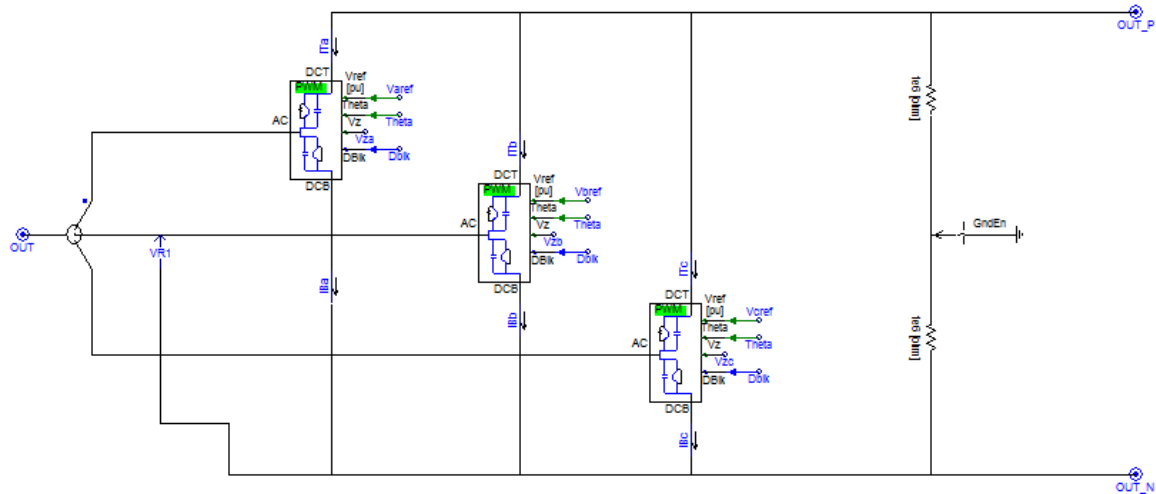 OUT_P
ITa
DCT
Vref
[pu]
PWM
Varef
Theta
Theta
AC
Vz
Vza
DBlk
Dblk
DCB
1e6 [ohm]
ITb
DCT
Vref
[pu]
PWM
Vbref
Theta
Theta
AC
Vz
Vzb
DBlk
Dblk
DCB
OUT
VR1
GndEn
IBa
IBb
ITc
DCT
Vref
[pu]
PWM
Vcref
Theta
Theta
AC
Vz
Vzc
DBlk
Dblk
DCB
1e6 [ohm]
IBc
OUT_N